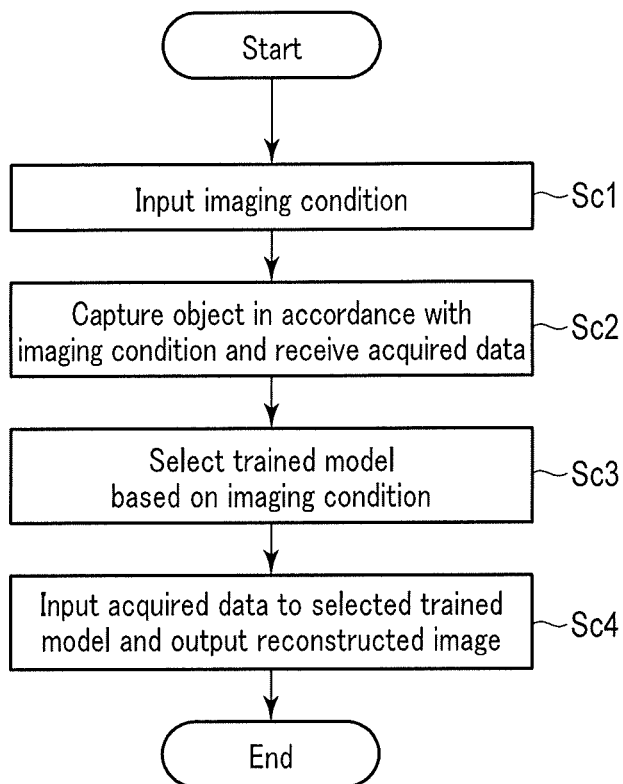 Start
Input imaging condition
Sc1
Capture object in accordance with
imaging condition and receive acquired data
Sc2
Select trained model
based on imaging condition
Sc3
Input acquired data to selected trained
model and output reconstructed image
Sc4
End